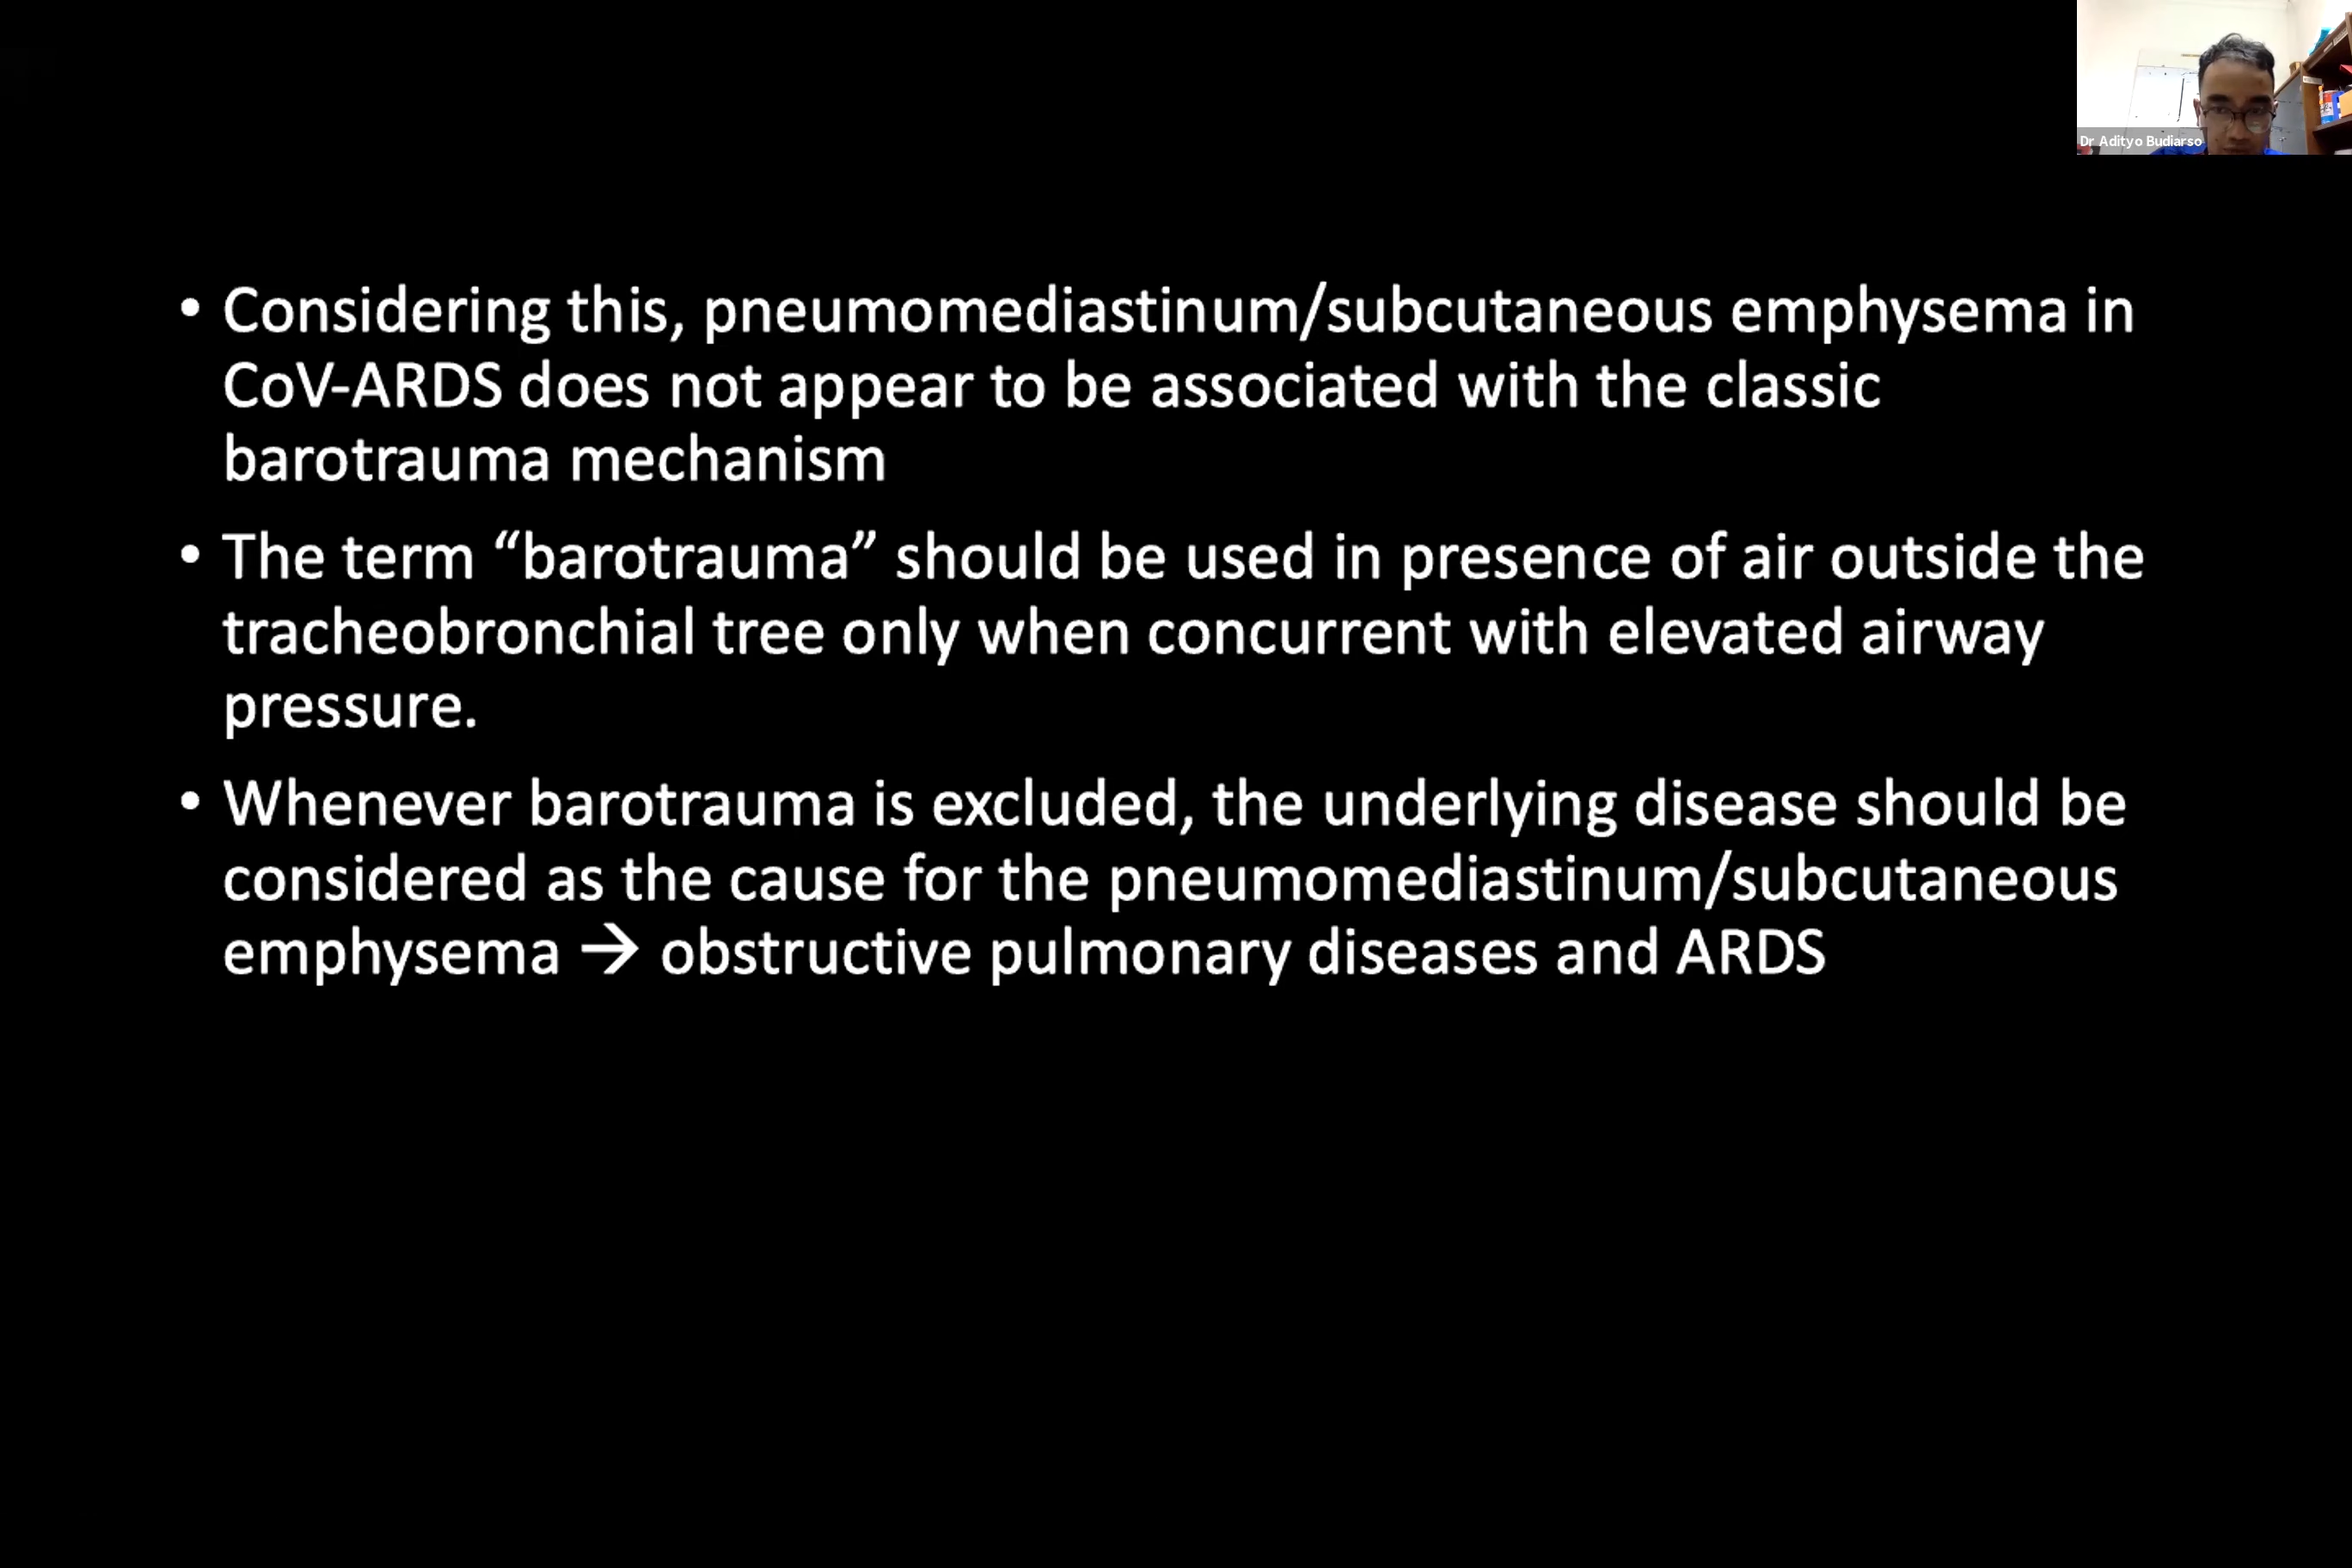 Dr Adityo Budiarso
• Considering this, pneumomediastinum/subcutaneous emphysema in
CoV-ARDS does not appear to be associated with the classic
barotrauma mechanism
• The term “barotrauma” should be used in presence of air outside the
tracheobronchial tree only when concurrent with elevated airway
pressure.
• Whenever barotrauma is excluded, the underlying disease should be
considered as the cause for the pneumomediastinum/subcutaneous
emphysema → obstructive pulmonary diseases and ARDS